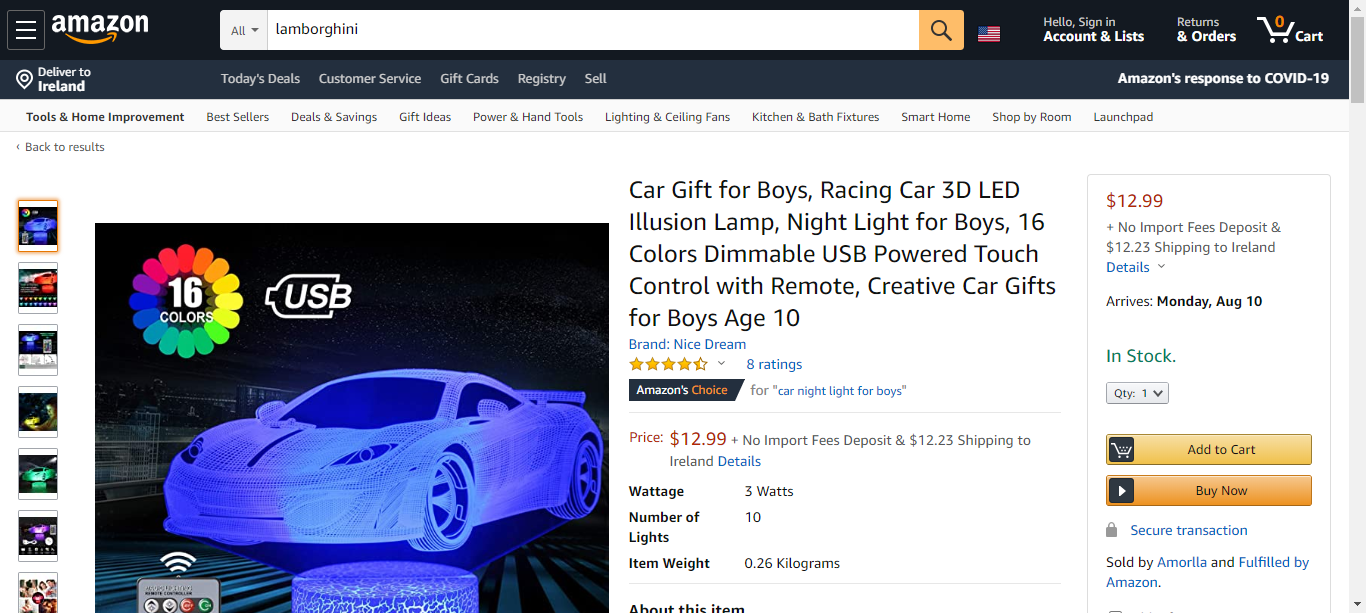 amazon
All
lamborghini
Hello, Sign in
Account & Lists
Returns
& Orders
0
Cart
Deliver to
Ireland
Today's Deals
Customer Service
Gift Cards
Registry
Sell
Amazon's response to COVID-19
Tools & Home Improvement
Best Sellers
Deals & Savings
Gift Ideas
Power & Hand Tools
Lighting & Ceiling Fans
Kitchen & Bath Fixtures
Smart Home
Shop by Room
Launchpad
‹ Back to results
16
COLORS
USB
Car Gift for Boys, Racing Car 3D LED
Illusion Lamp, Night Light for Boys, 16
Colors Dimmable USB Powered Touch
Control with Remote, Creative Car Gifts
for Boys Age 10
Brand: Nice Dream
8 ratings
Amazon's Choice for "car night light for boys"
Price: $12.99 + No Import Fees Deposit & $12.23 Shipping to
Ireland Details
Wattage 3 Watts
Number of 10
Lights
Item Weight 0.26 Kilograms
About this item
$12.99
+ No Import Fees Deposit &
$12.23 Shipping to Ireland
Details
Arrives: Monday, Aug 10
In Stock.
Qty: 1
Add to Cart
Buy Now
Secure transaction
Sold by Amorlla and Fulfilled by
Amazon.